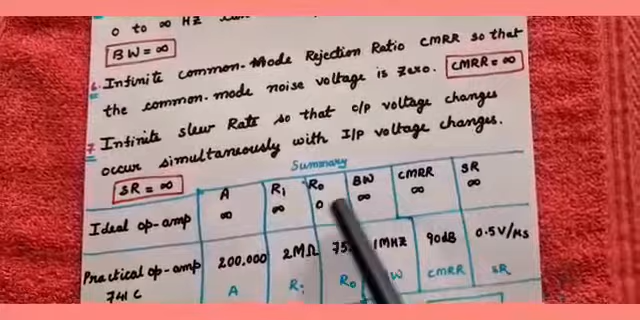 0 to ∞ HZ
BW = ∞
6. Infinite common-Mode Rejection Ratio CMRR so that
the common-mode noise voltage is Zero. CMRR = ∞
7. Infinite slew Rate so that O/P voltage changes
occur simultaneously with I/P voltage changes.
SR = ∞
Summary
A Ri Ro BW CMRR SR
Ideal op-amp ∞ ∞ 0 ∞ ∞ ∞
Practical op-amp 200,000 2MΩ 75 1MHZ 90dB 0.5V/μs
741C A Ri Ro W CMRR SR